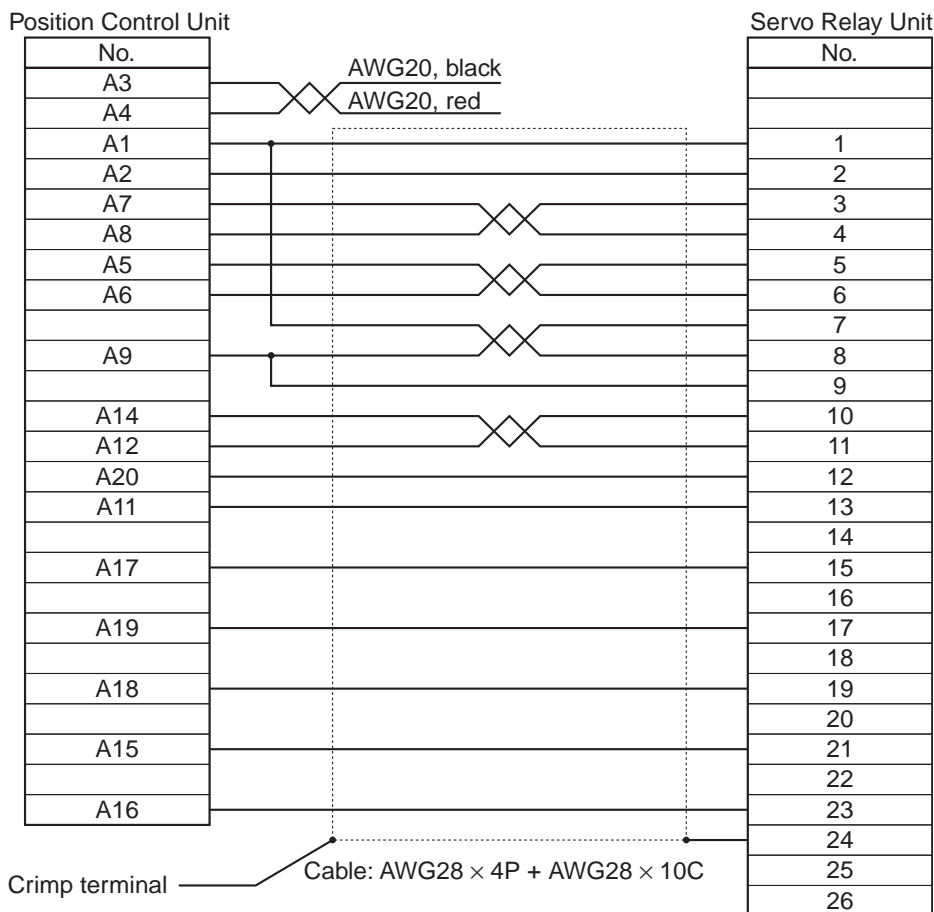 Position Control Unit
Servo Relay Unit
No.
No.
A3
AWG20, black
A4
AWG20, red
A1
1
A2
2
A7
3
A8
4
A5
5
A6
6
7
A9
8
9
A14
10
A12
11
A20
12
A11
13
14
A17
15
16
A19
17
18
A18
19
20
A15
21
22
A16
23
24
Crimp terminal
Cable: AWG28 × 4P + AWG28 × 10C
25
26